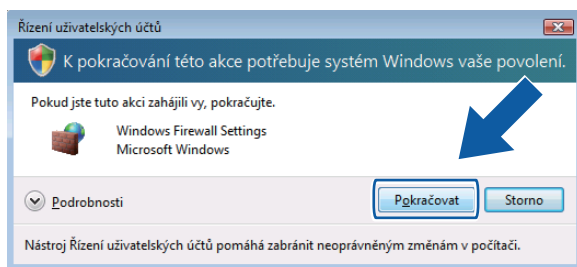 Řízení uživatelských účtů
K pokračování této akce potřebuje systém Windows vaše povolení.
Pokud jste tuto akci zahájili vy, pokračujte.
Windows Firewall Settings
Microsoft Windows
Podrobnosti
Pokračovat
Storno
Nástroj Řízení uživatelských účtů pomáhá zabránit neoprávněným změnám v počítači.